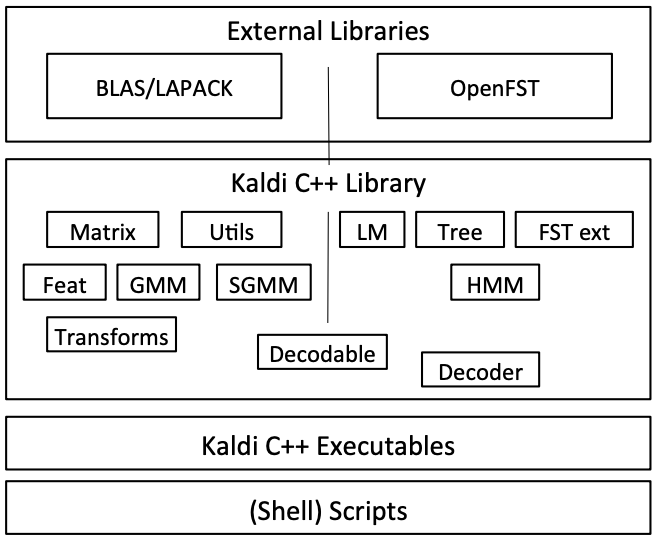 External Libraries
BLAS/LAPACK OpenFST
Kaldi C++ Library
Matrix Utils LM Tree FST ext
Feat GMM SGMM HMM
Transforms
Decodable
Decoder
Kaldi C++ Executables
(Shell) Scripts